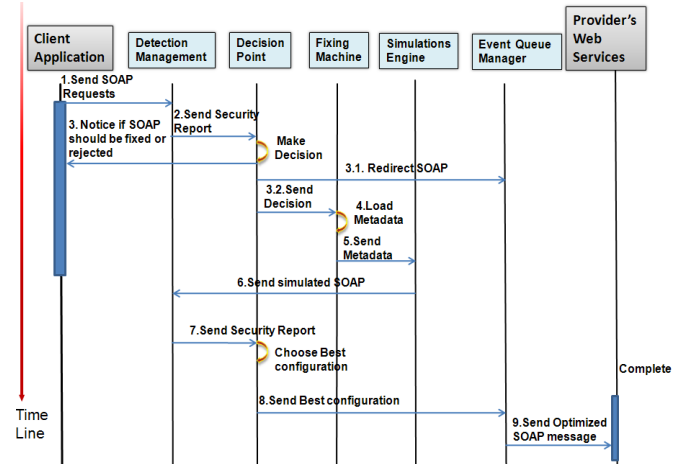 Client
Application
Detection
Management
Decision
Point
Fixing
Machine
Simulations
Engine
Event Queue
Manager
Provider's
Web
Services
1.Send SOAP
Requests
2.Send Security
Report
3. Notice if SOAP
should be fixed or
rejected
Make
Decision
3.1. Redirect SOAP
3.2.Send
Decision
4.Load
Metadata
5.Send
Metadata
6.Send simulated SOAP
7.Send Security Report
Choose Best
configuration
Complete
8.Send Best configuration
9.Send Optimized
SOAP message
Time
Line